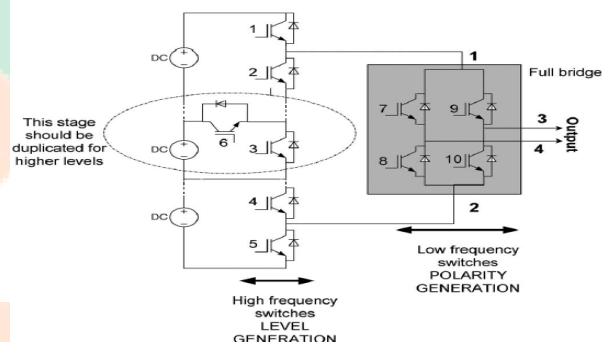 1
DC
2
1
Full bridge
7
9
3
4
Output
This stage
should be
duplicated for
higher levels
6
DC
3
8
10
4
DC
5
2
Low frequency
switches
POLARITY
GENERATION
High frequency
switches
LEVEL
GENERATION